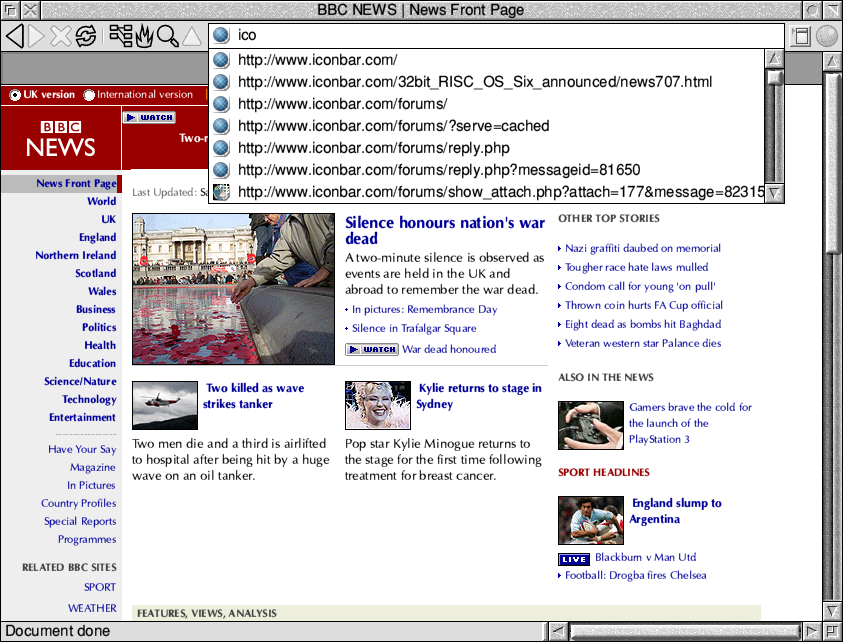 BBC NEWS | News Front Page
ico
http://www.iconbar.com/
http://www.iconbar.com/32bit_RISC_OS_Six_announced/news707.html
http://www.iconbar.com/forums/
http://www.iconbar.com/forums/?serve=cached
http://www.iconbar.com/forums/reply.php
http://www.iconbar.com/forums/reply.php?messageid=81650
http://www.iconbar.com/forums/show_attach.php?attach=177&message=82315
UK version International version
BBC
NEWS
WATCH
Two-
News Front Page
World
UK
England
Northern Ireland
Scotland
Wales
Business
Politics
Health
Education
Science/Nature
Technology
Entertainment
Have Your Say
Magazine
In Pictures
Country Profiles
Special Reports
Programmes
RELATED BBC SITES
SPORT
WEATHER
Last Updated: Sa
Silence honours nation's war
dead
A two-minute silence is observed as
events are held in the UK and
abroad to remember the war dead.
In pictures: Remembrance Day
Silence in Trafalgar Square
WATCH War dead honoured
Two killed as wave
strikes tanker
Two men die and a third is airlifted
to hospital after being hit by a huge
wave on an oil tanker.
Kylie returns to stage in
Sydney
Pop star Kylie Minogue returns to
the stage for the first time following
treatment for breast cancer.
OTHER TOP STORIES
Nazi graffiti daubed on memorial
Tougher race hate laws mulled
Condom call for young 'on pull'
Thrown coin hurts FA Cup official
Eight dead as bombs hit Baghdad
Veteran western star Palance dies
ALSO IN THE NEWS
Gamers brave the cold for
the launch of the
PlayStation 3
SPORT HEADLINES
England slump to
Argentina
LIVE Blackburn v Man Utd
Football: Drogba fires Chelsea
FEATURES, VIEWS, ANALYSIS
Document done